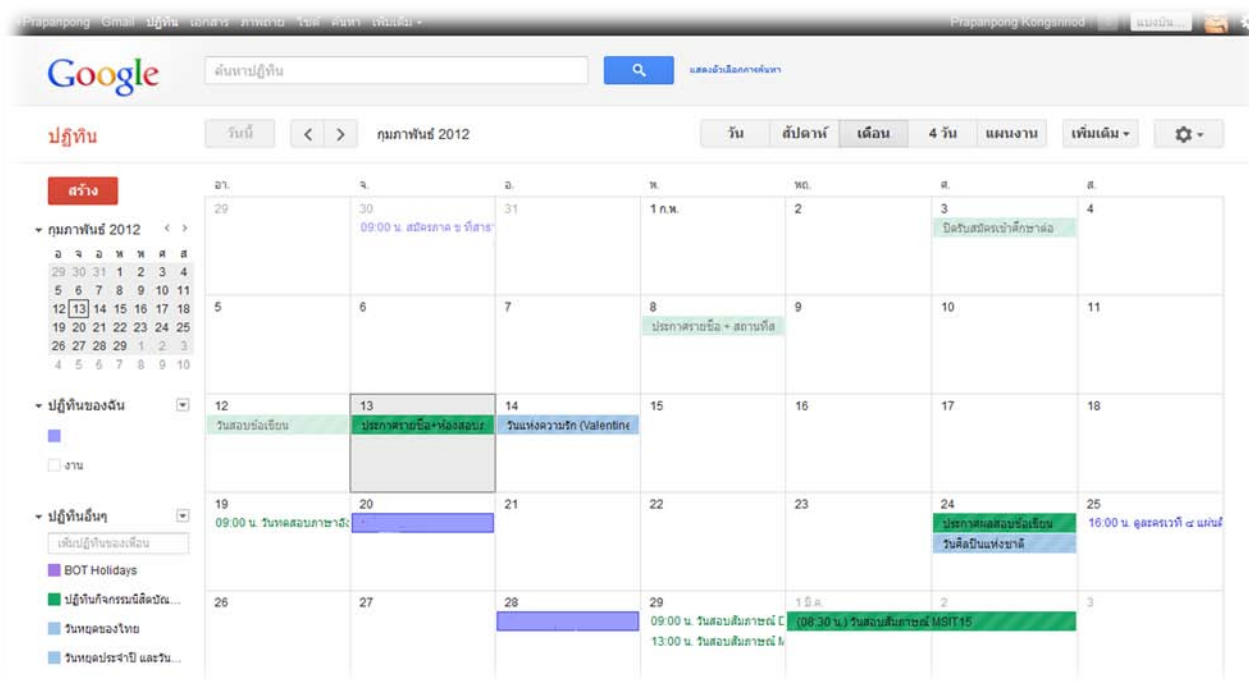 +Prapanpong Gmail ปฏิทิน เอกสาร ภาพถ่าย ไซต์ ค้นหา เพิ่มเติม
Prapanpong Kongsriod แบ่งปัน...
Google
ค้นหาปฏิทิน
แสดงตัวเลือกการค้นหา
ปฏิทิน
วันนี้ < > กุมภาพันธ์ 2012
วัน สัปดาห์ เดือน 4 วัน แผนงาน เพิ่มเติม
สร้าง
กุมภาพันธ์ 2012 < >
อ จ อ พ พ ศ ส
29 30 31 1 2 3 4
5 6 7 8 9 10 11
12 13 14 15 16 17 18
19 20 21 22 23 24 25
26 27 28 29 1 2 3
4 5 6 7 8 9 10
ปฏิทินของฉัน
งาน
ปฏิทินอื่นๆ
เพิ่มปฏิทินของเพื่อน
BOT Holidays
ปฏิทินกิจกรรมนิสิตบัณ...
วันหยุดของไทย
วันหยุดประจำปี และวัน...
อา. จ. อ. พ. พฤ. ศ. ส.
29 30 31 1 ก.พ. 2 3 4
09:00 น. สมัครภาค ข ที่สาร
ปิดรับสมัครเข้าศึกษาต่อ
5 6 7 8 9 10 11
ประกาศรายชื่อ + สถานที่ส
12 13 14 15 16 17 18
วันสอบข้อเขียน
ประกาศรายชื่อ+ห้องสอบ
วันแห่งความรัก (Valentine
19 20 21 22 23 24 25
09:00 น. วันทดสอบภาษาอัง
ประกาศผลสอบข้อเขียน
16:00 น. ดูละครเวที ๔ แผ่นดิ
วันศิลปินแห่งชาติ
26 27 28 29 1 มี.ค. 2 3
09:00 น. วันสอบสัมภาษณ์
(08:30 น.) วันสอบสัมภาษณ์ MSIT15
13:00 น. วันสอบสัมภาษณ์